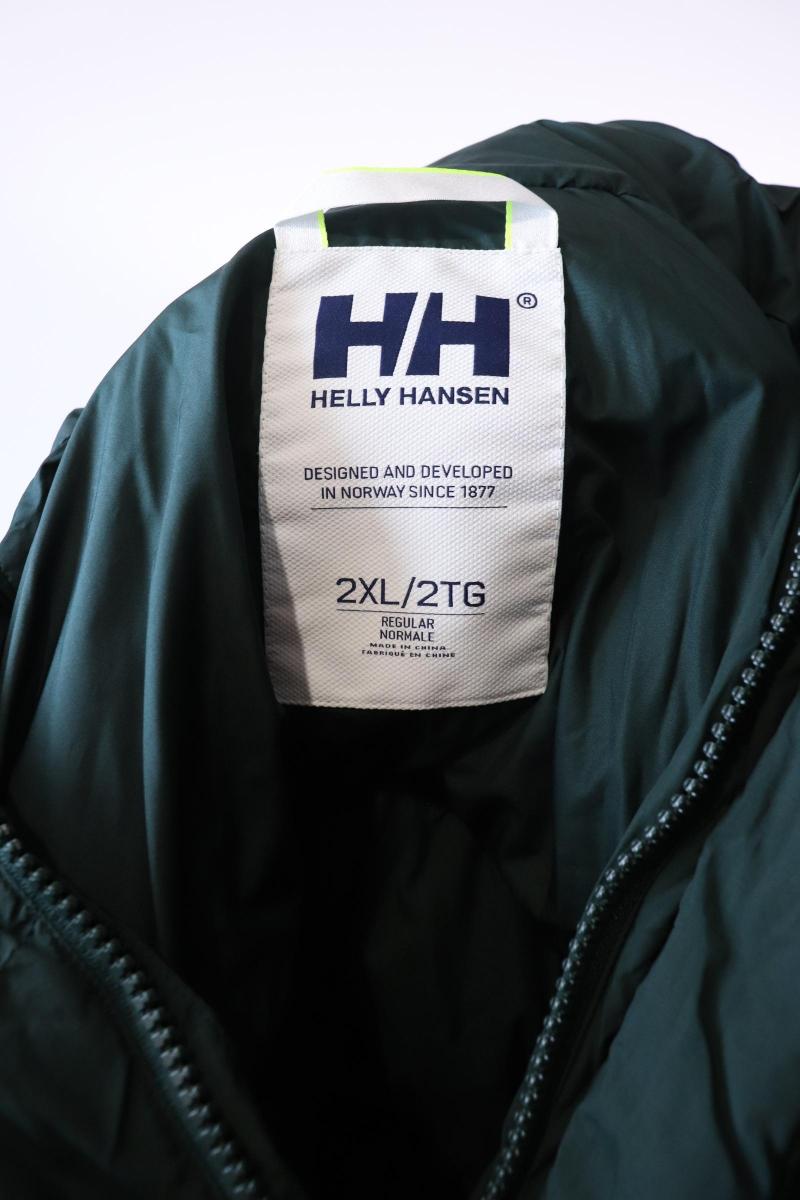 HH®
HELLY HANSEN
DESIGNED AND DEVELOPED
IN NORWAY SINCE 1877
2XL/2TG
REGULAR
NORMALE
MADE IN CHINA
FABRIQUÉ EN CHINE